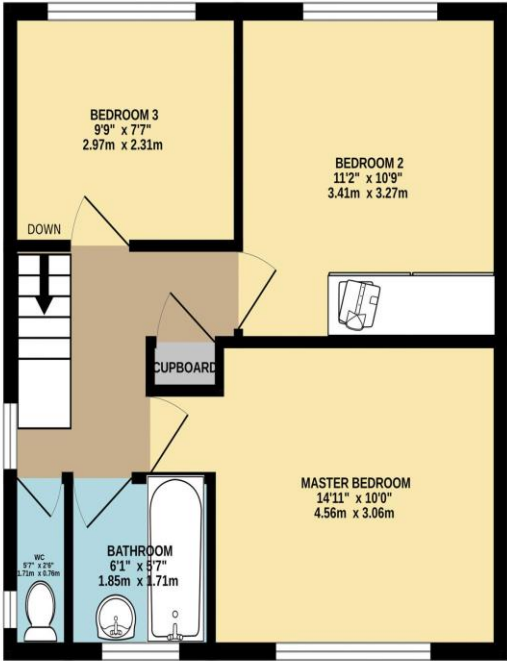 BEDROOM 3
9'9" x 7'7"
2.97m x 2.31m
BEDROOM 2
11'2" x 10'9"
3.41m x 3.27m
DOWN
CUPBOARD
MASTER BEDROOM
14'11" x 10'0"
4.56m x 3.06m
BATHROOM
6'1" x 5'7"
1.85m x 1.71m
WC
5'7" x 2'6"
1.71m x 0.76m